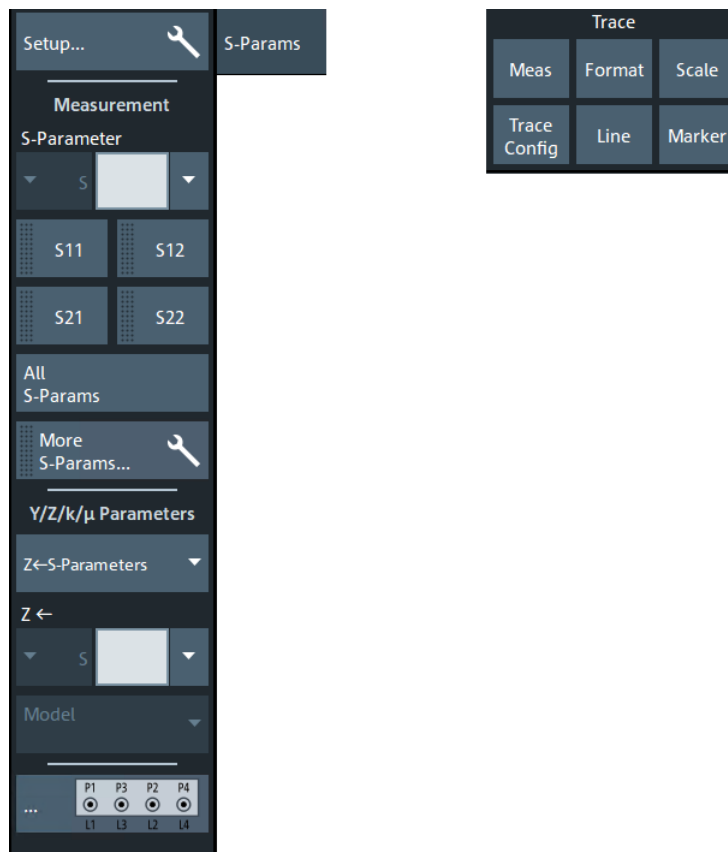 Setup...
S-Params
Measurement
S-Parameter
S
S11
S12
S21
S22
All
S-Params
More
S-Params...
Y/Z/k/µ Parameters
Z←S-Parameters
Z ←
S
Model
...
P1 P3 P2 P4
L1 L3 L2 L4
Trace
Meas
Format
Scale
Trace
Config
Line
Marker